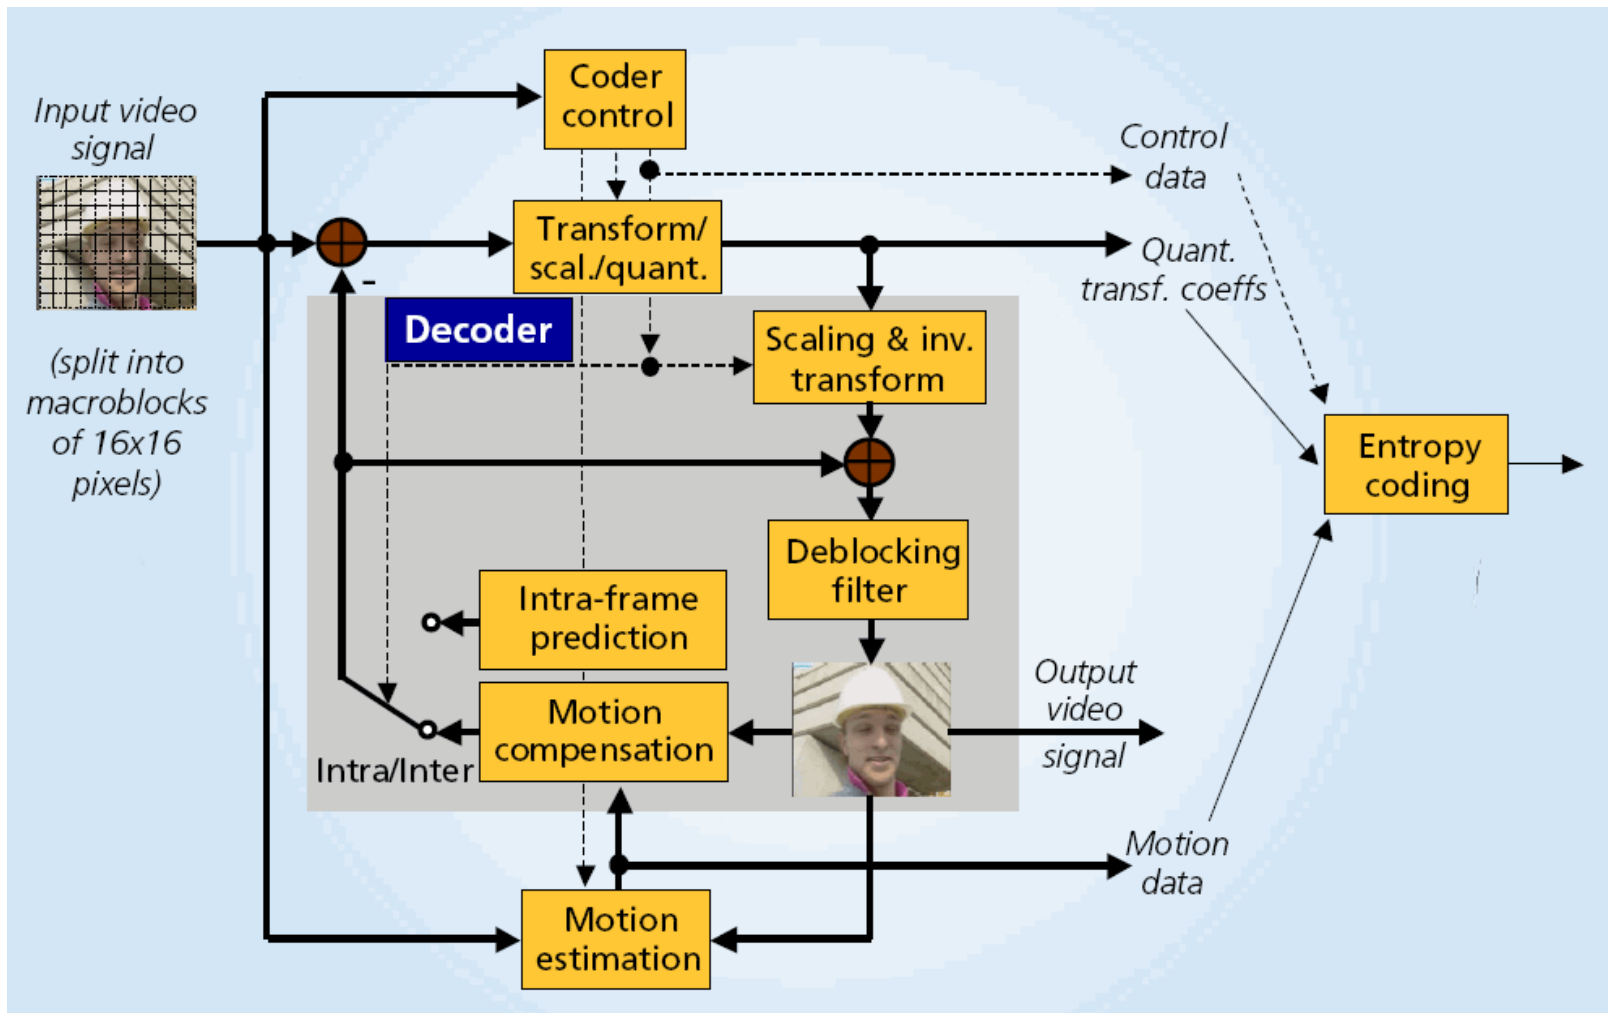 Coder
control
Input video
signal
Control
data
Transform/
scal./quant.
Quant.
transf. coeffs
-
Decoder
Scaling & inv.
transform
(split into
macroblocks
of 16x16
pixels)
Entropy
coding
Deblocking
filter
Intra-frame
prediction
Output
video
signal
Motion
compensation
Intra/Inter
Motion
data
Motion
estimation